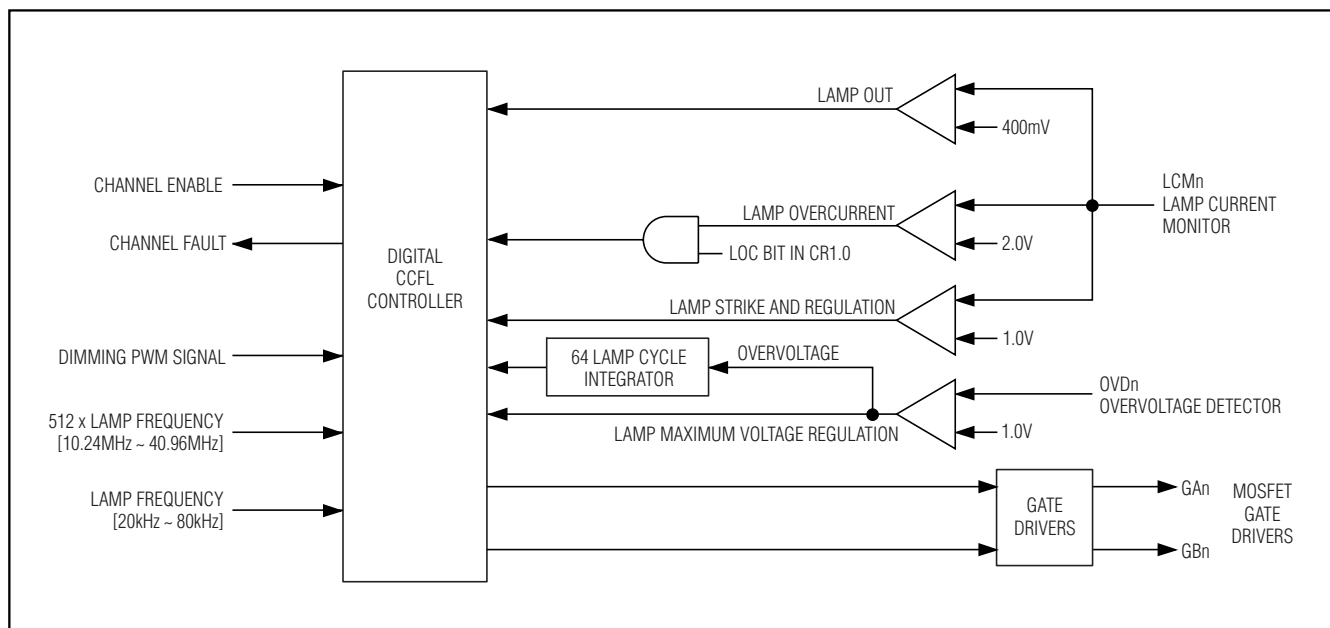 CHANNEL ENABLE
CHANNEL FAULT
DIMMING PWM SIGNAL
512 x LAMP FREQUENCY
[10.24MHz ~ 40.96MHz]
LAMP FREQUENCY
[20kHz ~ 80kHz]
DIGITAL
CCFL
CONTROLLER
LAMP OUT
400mV
LAMP OVERCURRENT
LOC BIT IN CR1.0
2.0V
LCMn
LAMP CURRENT
MONITOR
LAMP STRIKE AND REGULATION
1.0V
64 LAMP CYCLE
INTEGRATOR
OVERVOLTAGE
LAMP MAXIMUM VOLTAGE REGULATION
1.0V
OVDn
OVERVOLTAGE DETECTOR
GATE
DRIVERS
GAn
GBn
MOSFET
GATE
DRIVERS